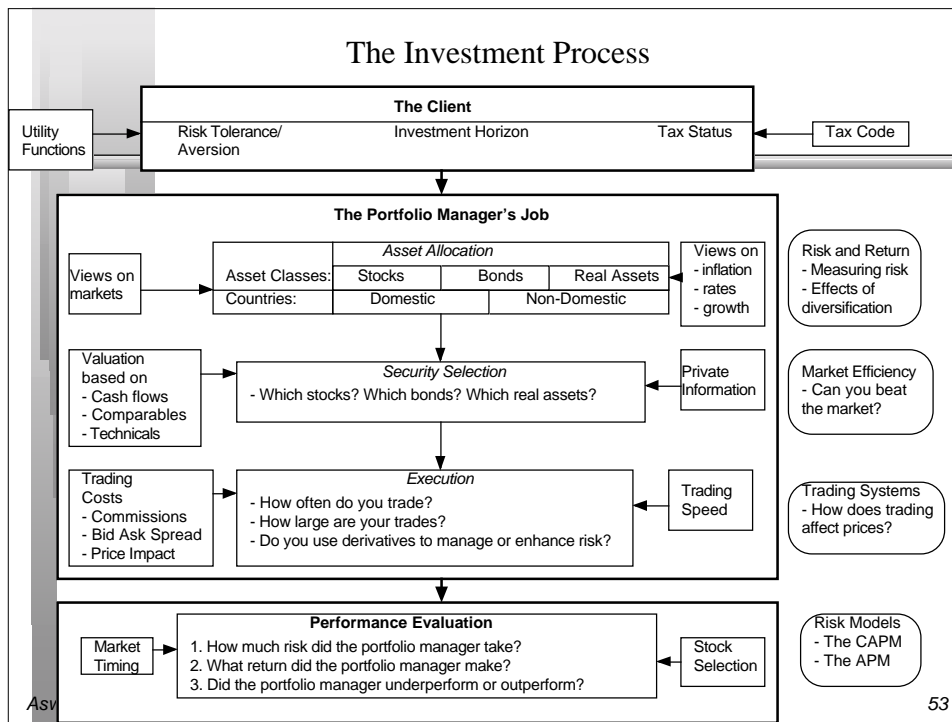 The Investment Process
The Client
Utility
Functions
Risk Tolerance/
Aversion
Investment Horizon
Tax Status
Tax Code
The Portfolio Manager's Job
Views on
markets
Asset Allocation
Asset Classes:
Stocks
Bonds
Real Assets
Countries:
Domestic
Non-Domestic
Views on
- inflation
- rates
- growth
Risk and Return
- Measuring risk
- Effects of
diversification
Valuation
based on
- Cash flows
- Comparables
- Technicals
Security Selection
- Which stocks? Which bonds? Which real assets?
Private
Information
Market Efficiency
- Can you beat
the market?
Trading
Costs
- Commissions
- Bid Ask Spread
- Price Impact
Execution
- How often do you trade?
- How large are your trades?
- Do you use derivatives to manage or enhance risk?
Trading
Speed
Trading Systems
- How does trading
affect prices?
Performance Evaluation
Market
Timing
1. How much risk did the portfolio manager take?
2. What return did the portfolio manager make?
3. Did the portfolio manager underperform or outperform?
Stock
Selection
Risk Models
- The CAPM
- The APM
53